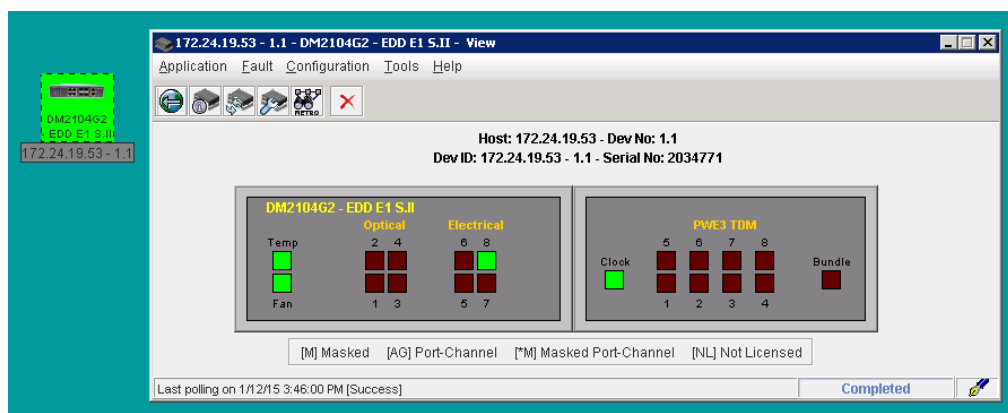 172.24.19.53 - 1.1 - DM2104G2 - EDD E1 S.II - View
Application Fault Configuration Tools Help
METRO
DM2104G2
- EDD E1 S.II
172.24.19.53 - 1.1
Host: 172.24.19.53 - Dev No: 1.1
Dev ID: 172.24.19.53 - 1.1 - Serial No: 2034771
DM2104G2 - EDD E1 S.II
Optical Electrical
Temp 2 4 6 8
Fan 1 3 5 7
PWE3 TDM
5 6 7 8
Clock Bundle
1 2 3 4
[M] Masked [AG] Port-Channel [*M] Masked Port-Channel [NL] Not Licensed
Last polling on 1/12/15 3:46:00 PM [Success] Completed